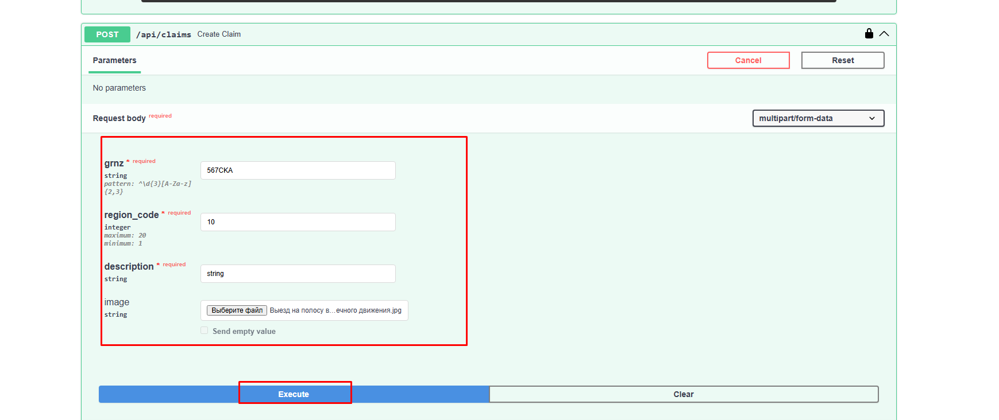 POST /api/claims Create Claim
Parameters
Cancel
Reset
No parameters
Request body required
multipart/form-data
grnz * required
string
pattern: ^\d{3}[A-Za-z]
{2,3}
567CKA
region_code * required
integer
maximum: 20
minimum: 1
10
description * required
string
string
image
string
Выберите файл Выезд на полосу в...ечного движения.jpg
Send empty value
Execute
Clear